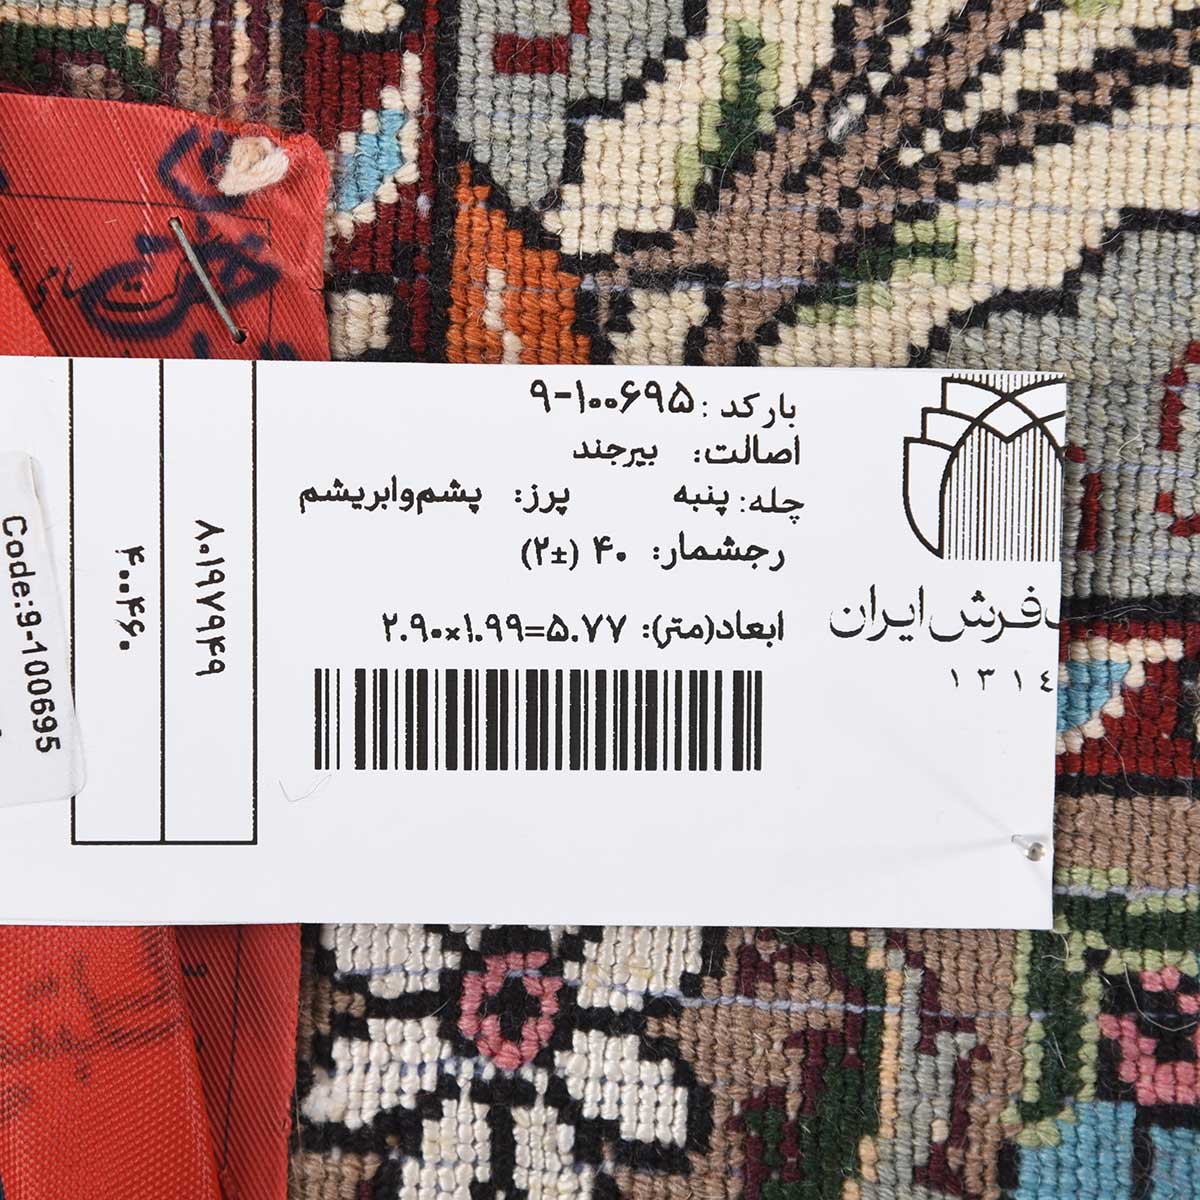 بارکد: ۹-۱۰۰۶۹۵
اصالت: بیرجند
چله: پنبه پرز: پشم‌وابریشم
رجشمار: ۴۰ (±۲)
ابعاد(متر): ۲.۹۰×۱.۹۹=۵.۷۷
فرش ایران
۱۳۱٤
۸۰۱۹۷۹۴۹
۴۰۰۴۶۰
Code:9-100695